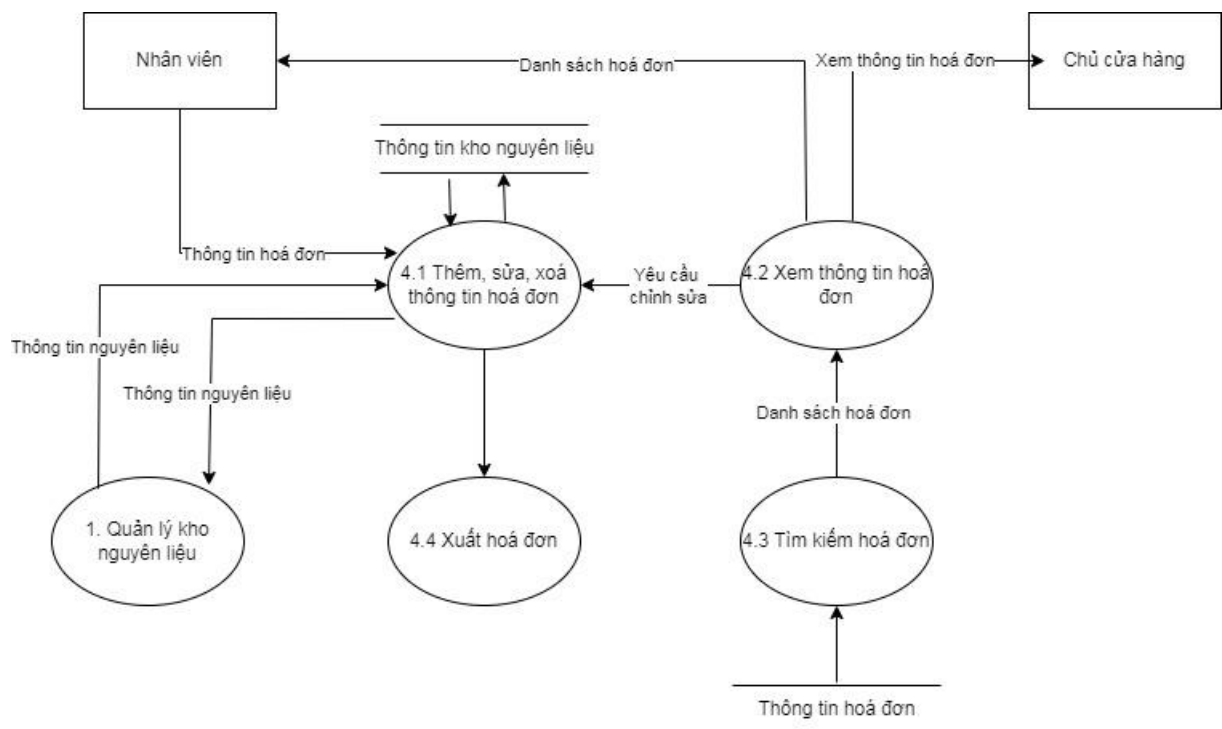 Nhân viên
Danh sách hoá đơn
Xem thông tin hoá đơn
Chủ cửa hàng
Thông tin kho nguyên liệu
Thông tin hoá đơn
4.1 Thêm, sửa, xoá
thông tin hoá đơn
Yêu cầu
chỉnh sửa
4.2 Xem thông tin hoá
đơn
Thông tin nguyên liệu
Thông tin nguyên liệu
Danh sách hoá đơn
1. Quản lý kho
nguyên liệu
4.4 Xuất hoá đơn
4.3 Tìm kiếm hoá đơn
Thông tin hoá đơn